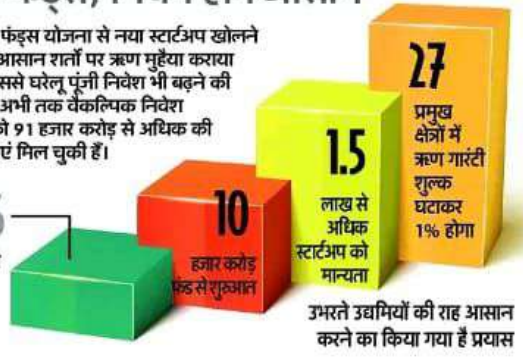 फंड्स योजना से नया स्टार्टअप खोलने
आसान शर्तों पर ऋण मुहैया कराया
ससे घरेलू पूंजी निवेश भी बढ़ने की
अभी तक वैकल्पिक निवेश
91 हजार करोड़ से अधिक की
मिल चुकी हैं।
27
प्रमुख
क्षेत्रों में
ऋण गारंटी
शुल्क
घटाकर
1% होगा
1.5
लाख से
अधिक
स्टार्टअप को
मान्यता
10
हजार करोड़
फंड से शुरुआत
उभरते उद्यमियों की राह आसान
करने का किया गया है प्रयास